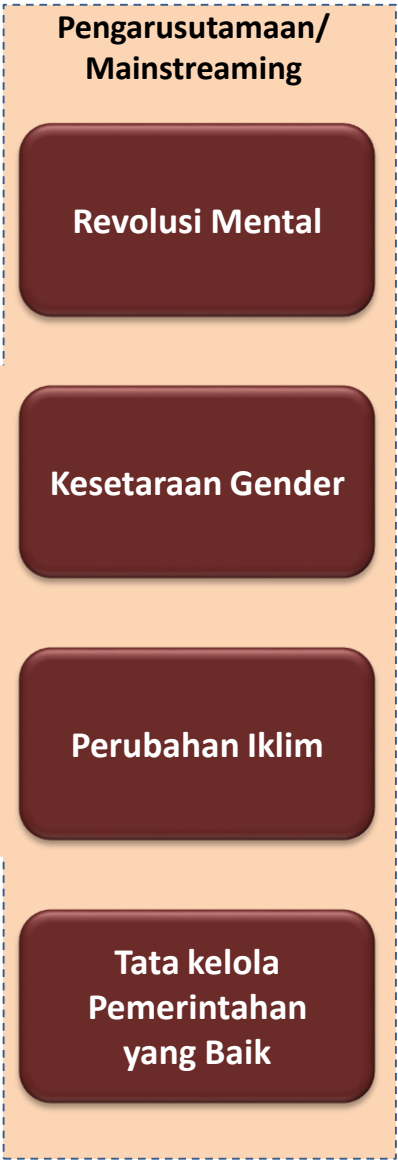 Pengarusutamaan/
Mainstreaming
Revolusi Mental
Kesetaraan Gender
Perubahan Iklim
Tata kelola
Pemerintahan
yang Baik